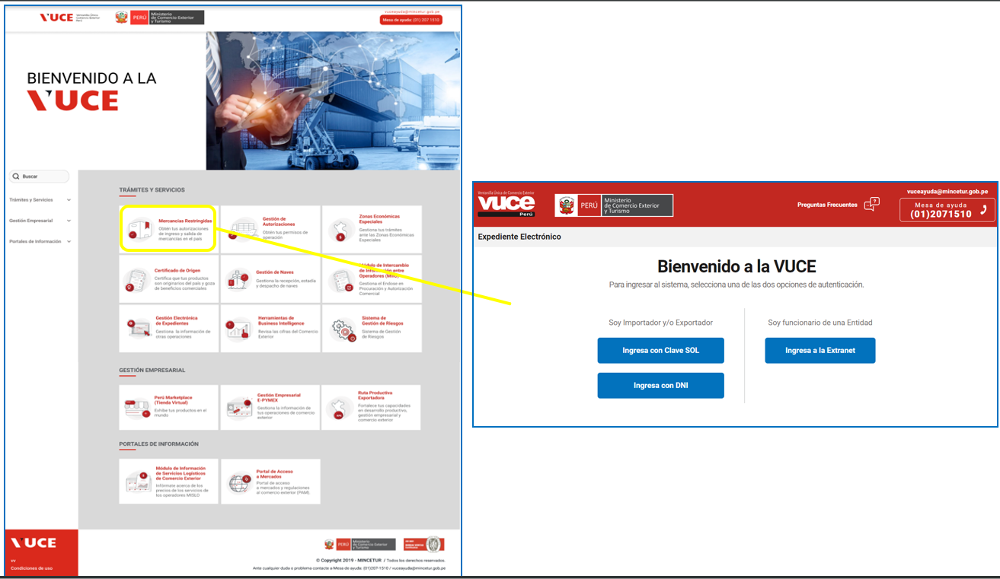 VUCE
Ventanilla Única
Comercio Exterior
Perú
PERÚ
Ministerio
de Comercio Exterior
y Turismo
vuceayuda@mincetur.gob.pe
Mesa de ayuda: (01) 207 1510
BIENVENIDO A LA
VUCE
Buscar
Trámites y Servicios
Gestión Empresarial
Portales de Información
TRÁMITES Y SERVICIOS
Mercancías Restringidas
Obtén tus autorizaciones
de ingreso y salida de
mercancías en el país
Gestión de
Autorizaciones
Obtén tus permisos de
operación
Zonas Económicas
Especiales
Gestiona tus trámites
ante las Zonas Económicas
Especiales
Certificado de Origen
Certifica que tus productos
son originarios del país y goza
de beneficios comerciales
Gestión de Naves
Gestiona la recepción, estadía
y despacho de naves
Módulo de Intercambio
de Información entre
Operadores
Gestiona el Endose en
Procuración y Autorización
Comercial
Gestión Electrónica
de Expedientes
Gestiona la información de
otras operaciones
Herramientas de
Business Intelligence
Revisa las cifras del Comercio
Exterior
Sistema de
Gestión de Riesgos
Sistema de Gestión
de Riesgos
GESTIÓN EMPRESARIAL
Perú Marketplace
(Tienda Virtual)
Exhibe tus productos en el
mundo
Gestión Empresarial
E-PYMEX
Gestiona la información de
tus operaciones de comercio
exterior
Ruta Productiva
Exportadora
Fortalece tus capacidades
en desarrollo productivo,
gestión empresarial y
comercio exterior
PORTALES DE INFORMACIÓN
Módulo de Información
de Servicios Logísticos
de Comercio Exterior
Infórmate acerca de los
precios de los servicios de
los operadores MISLO
Portal de Acceso
a Mercados
Portal de acceso
a mercados y regulaciones
al comercio exterior (PAM).
VUCE
vv
Condiciones de uso
PERÚ
Ministerio
de Comercio Exterior
y Turismo
© Copyright 2019 - MINCETUR / Todos los derechos reservados.
Ante cualquier duda o problema contacte a Mesa de ayuda: (01)207-1510 / vuceayuda@mincetur.gob.pe
Ventanilla Única de Comercio Exterior
vuce
Perú
PERÚ
Ministerio
de Comercio Exterior
y Turismo
Preguntas Frecuentes
vuceayuda@mincetur.gob.pe
Mesa de ayuda
(01)2071510
Expediente Electrónico
Bienvenido a la VUCE
Para ingresar al sistema, selecciona una de las dos opciones de autenticación.
Soy Importador y/o Exportador
Ingresa con Clave SOL
Ingresa con DNI
Soy funcionario de una Entidad
Ingresa a la Extranet